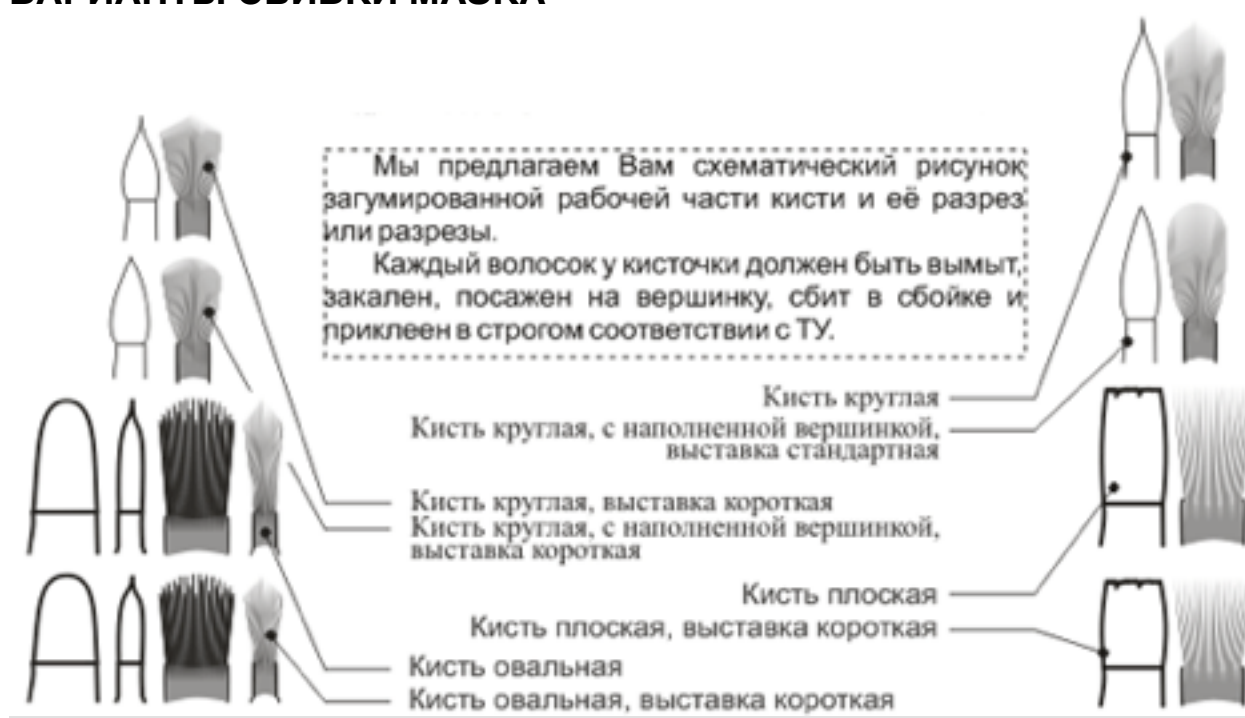 Мы предлагаем Вам схематический рисунок
загумированной рабочей части кисти и её разрез
или разрезы.
Каждый волосок у кисточки должен быть вымыт,
закален, посажен на вершинку, сбит в сбойке и
приклеен в строгом соответствии с ТУ.
Кисть круглая
Кисть круглая, с наполненной вершинкой,
выставка стандартная
Кисть круглая, выставка короткая
Кисть круглая, с наполненной вершинкой,
выставка короткая
Кисть плоская
Кисть плоская, выставка короткая
Кисть овальная
Кисть овальная, выставка короткая